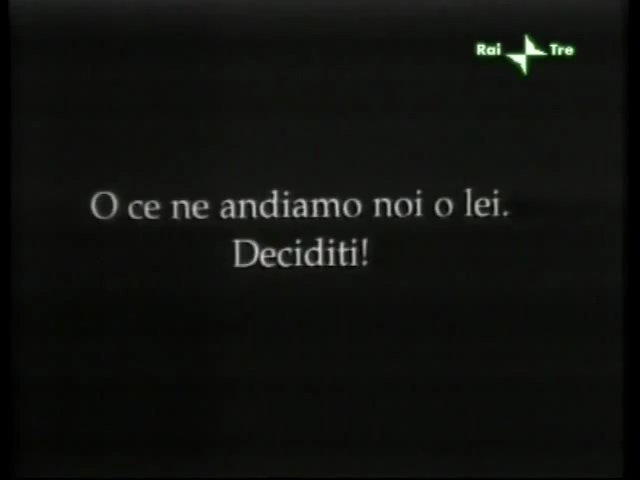 Rai Tre
O ce ne andiamo noi o lei.
Deciditi!